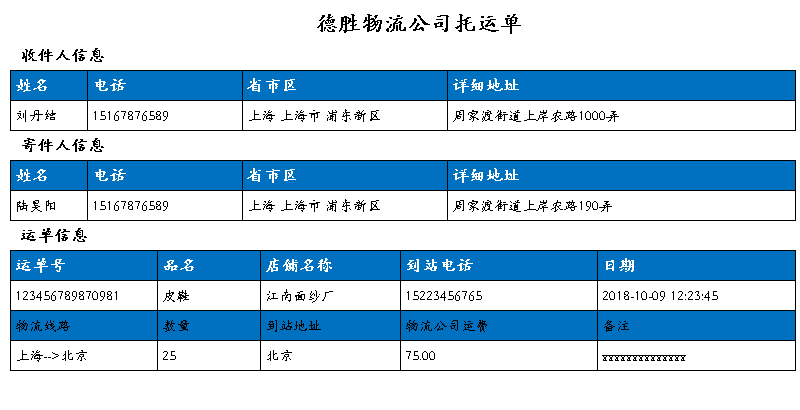 德胜物流公司托运单
收件人信息
姓名 电话 省市区 详细地址
刘丹姑 15167876589 上海 上海市 浦东新区 周家渡街道上岸农路1000弄
寄件人信息
姓名 电话 省市区 详细地址
陆昊阳 15167876589 上海 上海市 浦东新区 周家渡街道上岸农路190弄
运单信息
运单号 品名 店铺名称 到站电话 日期
123456789870981 皮鞋 江南面纱厂 15223456765 2018-10-09 12:23:45
物流线路 数量 到站地址 物流公司运费 备注
上海-->北京 25 北京 75.00 xxxxxxxxxxxxxx